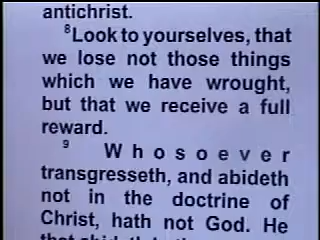 antichrist.
8Look to yourselves, that
we lose not those things
which we have wrought,
but that we receive a full
reward.
9 Whosoever
transgresseth, and abideth
not in the doctrine of
Christ, hath not God. He